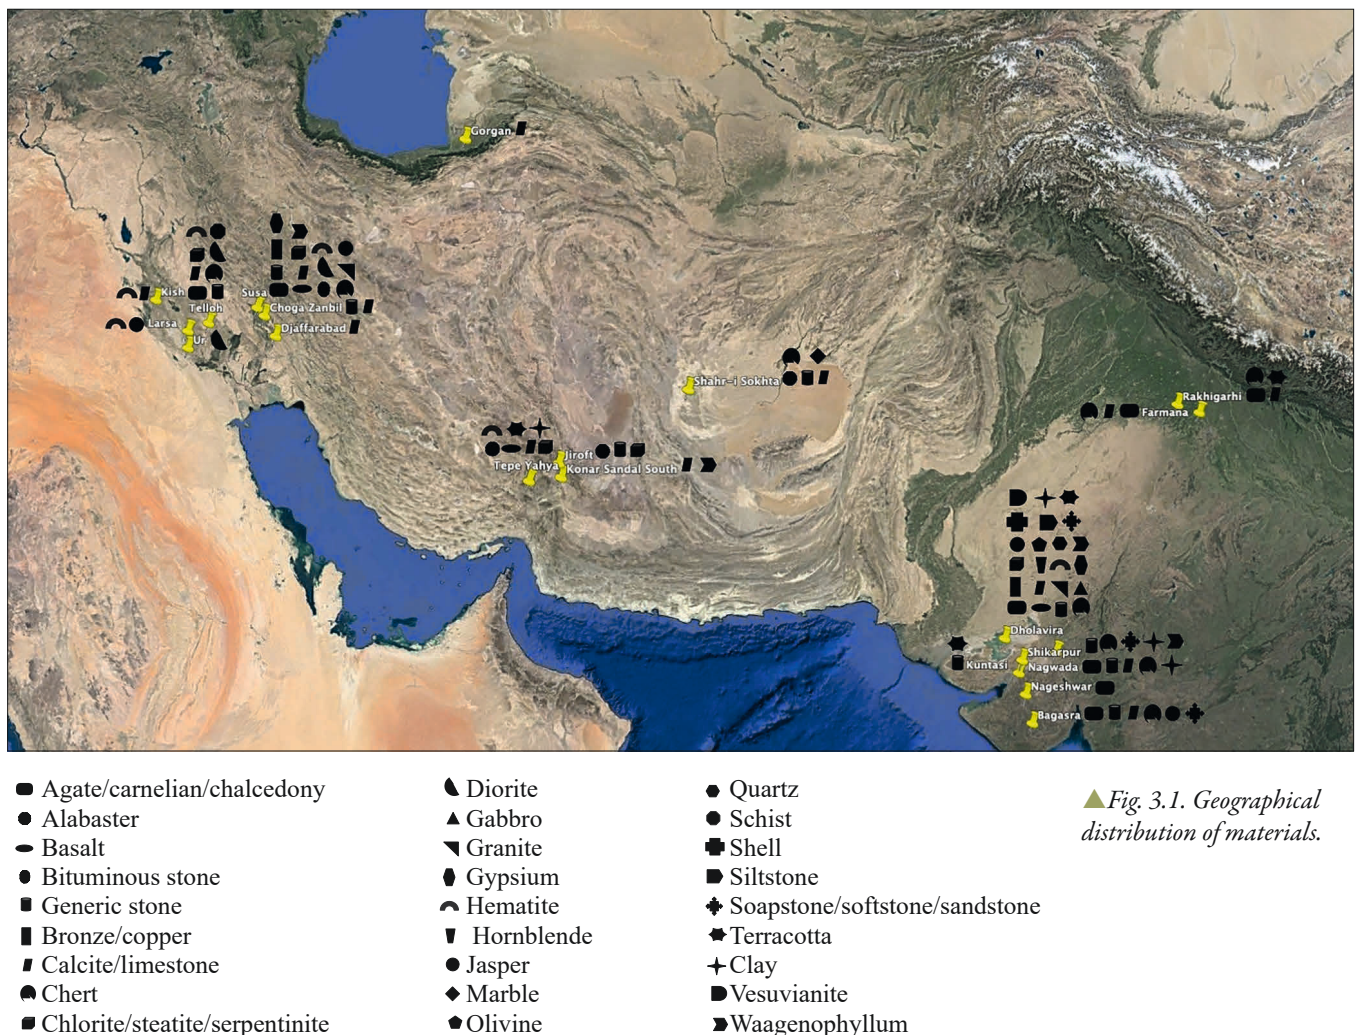 Gorgan
Kish
Susa
Telloh
Choga Zanbil
Larsa
Djaffarabad
Ur
Shahr-i Sokhta
Rakhigarhi
Farmana
Jiroft
Tepe Yahya
Konar Sandal South
Dholavira
Shikarpur
Kuntasi
Nagwada
Nageshwar
Bagasra
Agate/carnelian/chalcedony
Alabaster
Basalt
Bituminous stone
Generic stone
Bronze/copper
Calcite/limestone
Chert
Chlorite/steatite/serpentinite
Diorite
Gabbro
Granite
Gypsium
Hematite
Hornblende
Jasper
Marble
Olivine
Quartz
Schist
Shell
Siltstone
Soapstone/softstone/sandstone
Terracotta
Clay
Vesuvianite
Waagenophyllum
Fig. 3.1. Geographical
distribution of materials.